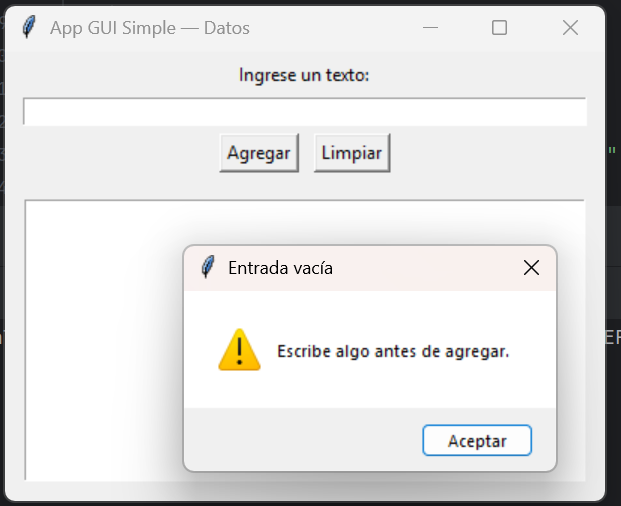 App GUI Simple — Datos
Ingrese un texto:
Agregar Limpiar
Entrada vacía
Escribe algo antes de agregar.
Aceptar